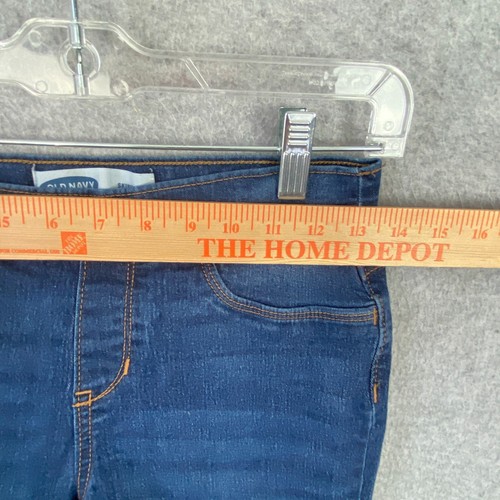 OLD NAVY
5 6 7 8 9 10 11 12 13 14 15 16
THE HOME DEPOT